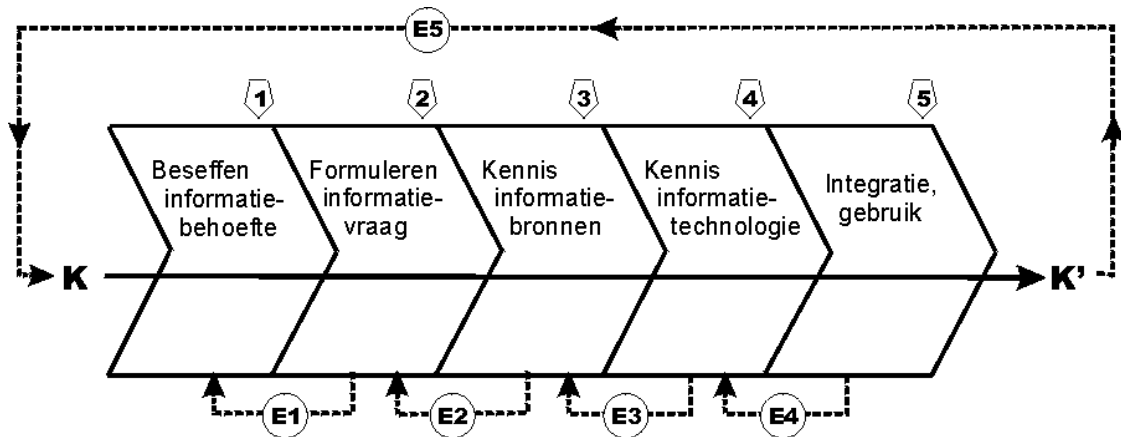 E5
1
2
3
4
5
Beseffen
informatie-
behoefte
Formuleren
informatie-
vraag
Kennis
informatie-
bronnen
Kennis
informatie-
technologie
Integratie,
gebruik
K
K'
E1
E2
E3
E4